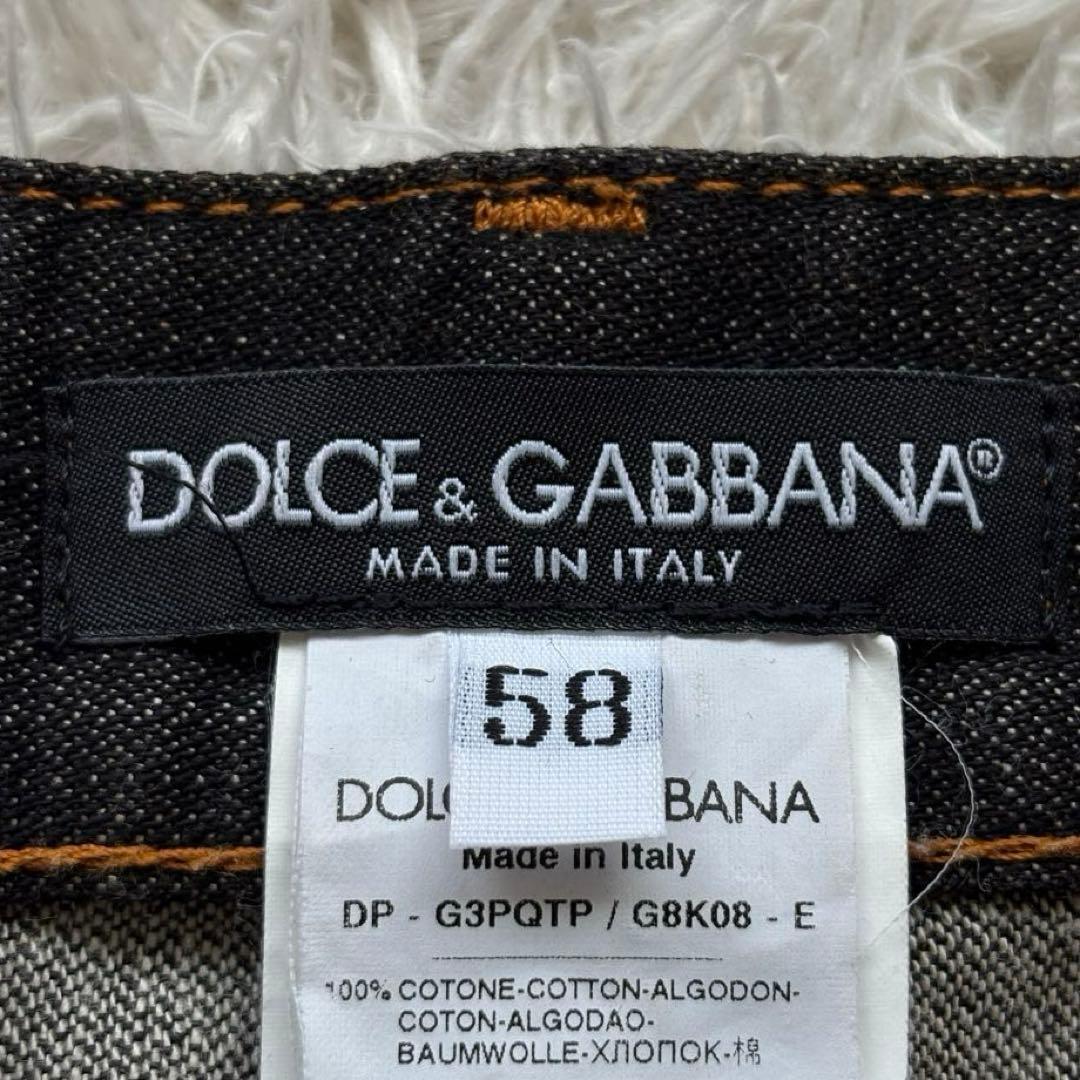 DOLCE & GABBANA®
MADE IN ITALY
58
DOL BANA
Made in Italy
DP - G3PQTP / G8K08 - E
100% COTONE-COTTON-ALGODON-
COTON-ALGODAO-
BAUMWOLLE-ХЛОПОК-棉